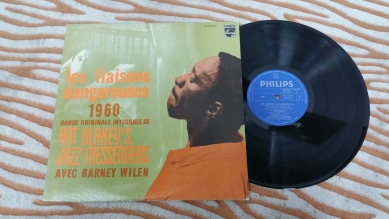 les liaisons
dangereuses
1960
BANDE ORIGINALE INTEGRALE DE
ART BLAKEY'S
JAZZ MESSENGERS
AVEC BARNEY WILEN
PHILIPS